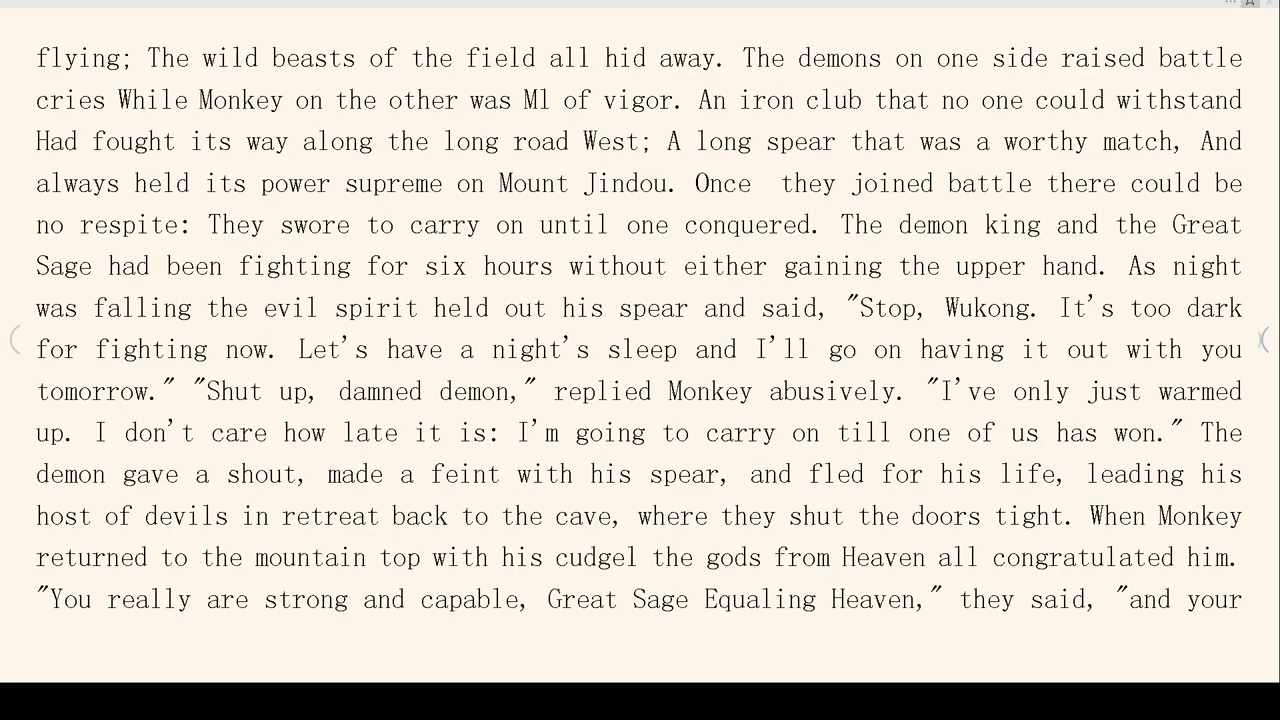 flying; The wild beasts of the field all hid away. The demons on one side raised battle
cries While Monkey on the other was Ml of vigor. An iron club that no one could withstand
Had fought its way along the long road West; A long spear that was a worthy match, And
always held its power supreme on Mount Jindou. Once  they joined battle there could be
no respite: They swore to carry on until one conquered. The demon king and the Great
Sage had been fighting for six hours without either gaining the upper hand. As night
was falling the evil spirit held out his spear and said, "Stop, Wukong. It's too dark
for fighting now. Let's have a night's sleep and I'll go on having it out with you
tomorrow." "Shut up, damned demon," replied Monkey abusively. "I've only just warmed
up. I don't care how late it is: I'm going to carry on till one of us has won." The
demon gave a shout, made a feint with his spear, and fled for his life, leading his
host of devils in retreat back to the cave, where they shut the doors tight. When Monkey
returned to the mountain top with his cudgel the gods from Heaven all congratulated him.
"You really are strong and capable, Great Sage Equaling Heaven," they said, "and your